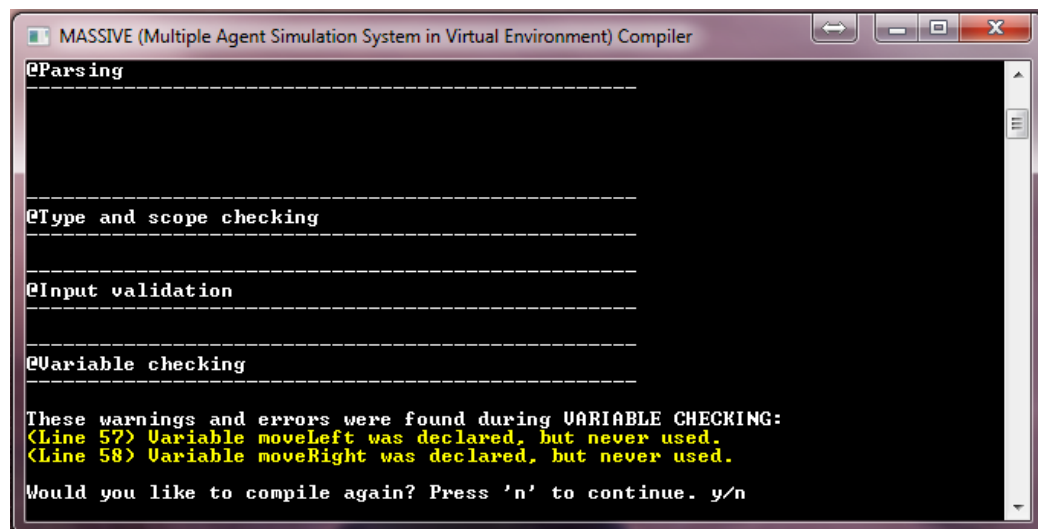 MASSIVE (Multiple Agent Simulation System in Virtual Environment) Compiler
@Parsing
@Type and scope checking
@Input validation
@Variable checking
These warnings and errors were found during VARIABLE CHECKING:
(Line 57) Variable moveLeft was declared, but never used.
(Line 58) Variable moveRight was declared, but never used.
Would you like to compile again? Press 'n' to continue. y/n